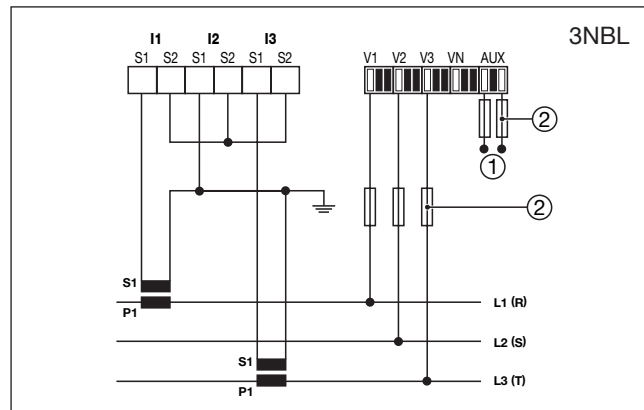 3NBL
I1 I2 I3
S1 S2 S1 S2 S1 S2
V1 V2 V3 VN AUX
2
1
2
S1
P1
L1 (R)
L2 (S)
S1
P1
L3 (T)